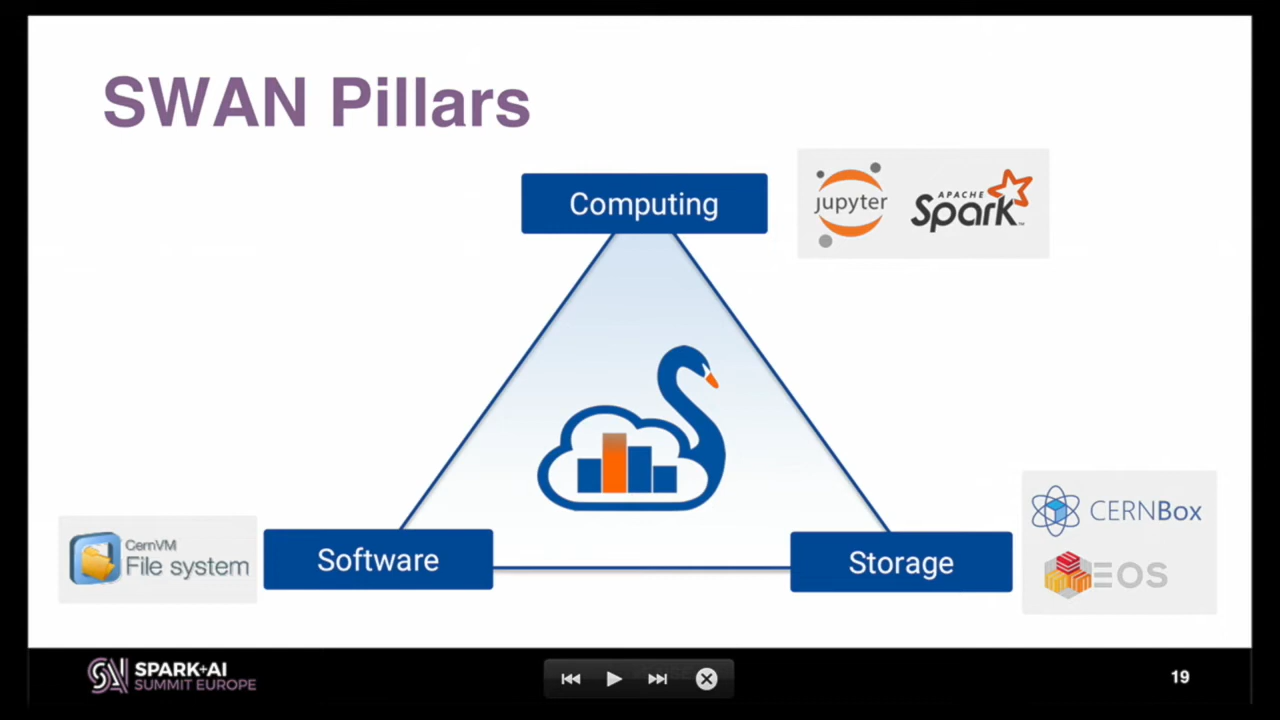 SWAN Pillars
Computing
jupyter
APACHE
Spark
CernVM
File system
Software
Storage
CERNBox
EOS
SPARK+AI
SUMMIT EUROPE
19